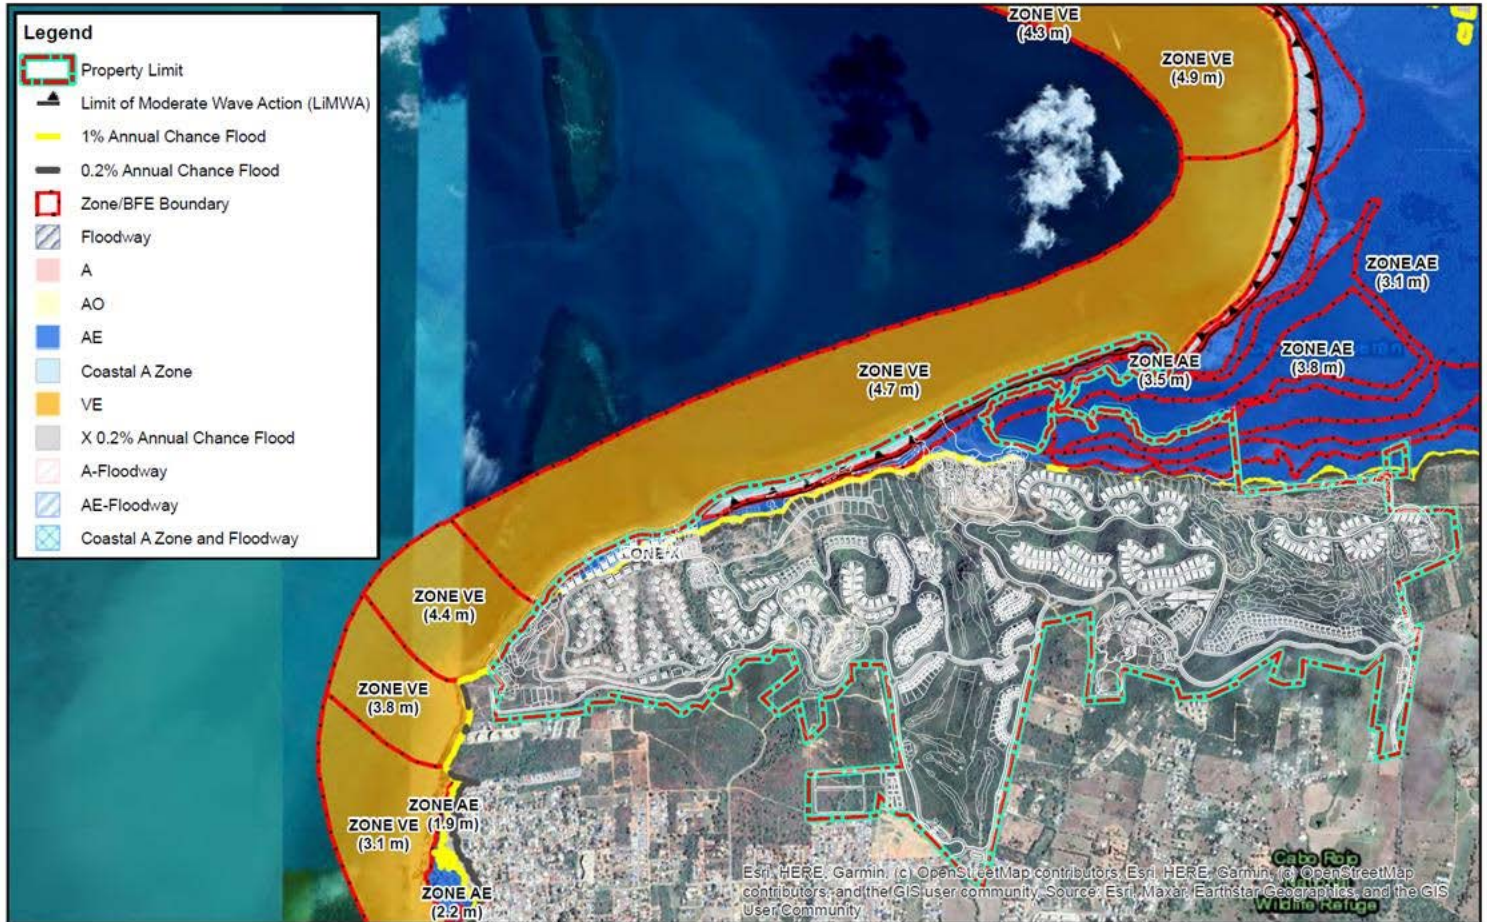 Legend
Property Limit
Limit of Moderate Wave Action (LiMWA)
1% Annual Chance Flood
0.2% Annual Chance Flood
Zone/BFE Boundary
Floodway
A
AO
AE
Coastal A Zone
VE
X 0.2% Annual Chance Flood
A-Floodway
AE-Floodway
Coastal A Zone and Floodway
ZONE VE
(4.3 m)
ZONE VE
(4.9 m)
ZONE AE
(3.1 m)
ZONE AE
(3.8 m)
ZONE AE
(3.5 m)
ZONE VE
(4.7 m)
ZONE X
ZONE VE
(4.4 m)
ZONE VE
(3.8 m)
ZONE AE
(1.9 m)
ZONE VE
(3.1 m)
ZONE AE
(2.2 m)
Cabo Rojo
Wildlife Refuge
Esri, HERE, Garmin, (c) OpenStreetMap contributors, Esri, HERE, Garmin, (c) OpenStreetMap
contributors, and the GIS user community, Source: Esri, Maxar, Earthstar Geographics, and the GIS
User Community